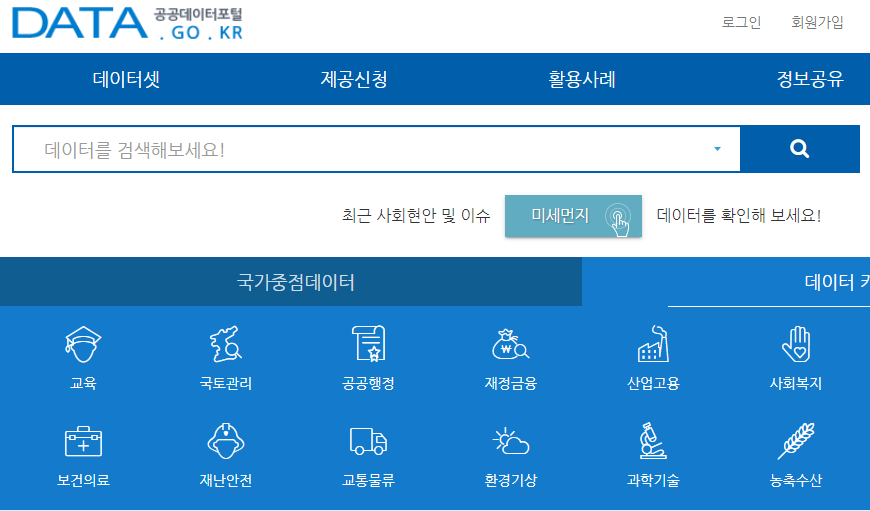 DATA 공공데이터포털
.GO.KR
로그인 회원가입
데이터셋 제공신청 활용사례 정보공유
데이터를 검색해보세요!
최근 사회현안 및 이슈 미세먼지 데이터를 확인해 보세요!
국가중점데이터 데이터
교육 국토관리 공공행정 재정금융 산업고용 사회복지
보건의료 재난안전 교통물류 환경기상 과학기술 농축수산